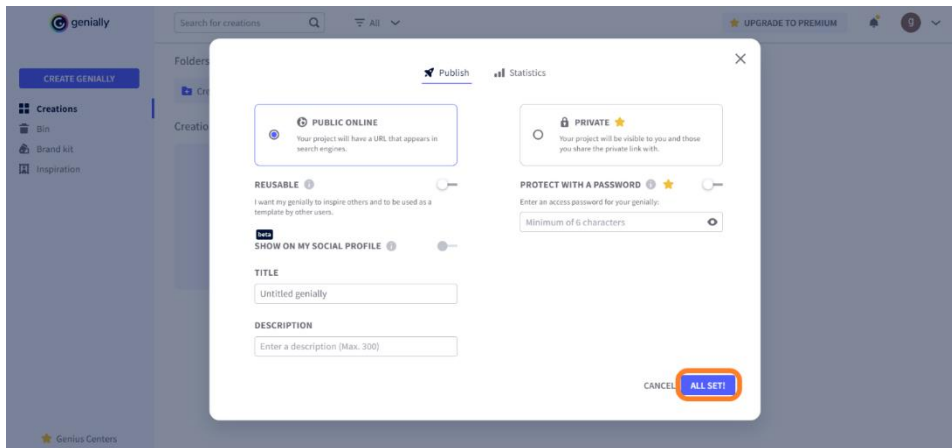 genially
Search for creations
All
UPGRADE TO PREMIUM
g
CREATE GENIALLY
Creations
Bin
Brand kit
Inspiration
Genius Centers
Folders
Cre
Creatio
Publish
Statistics
PUBLIC ONLINE
Your project will have a URL that appears in
search engines.
PRIVATE
Your project will be visible to you and those
you share the private link with.
REUSABLE
I want my genially to inspire others and to be used as a
template by other users.
beta
SHOW ON MY SOCIAL PROFILE
TITLE
Untitled genially
DESCRIPTION
Enter a description (Max. 300)
PROTECT WITH A PASSWORD
Enter an access password for your genially:
Minimum of 6 characters
CANCEL
ALL SET!